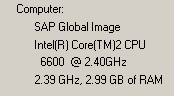 Computer:
SAP Global Image
Intel(R) Core(TM)2 CPU
6600 @ 2.40GHz
2.39 GHz, 2.99 GB of RAM